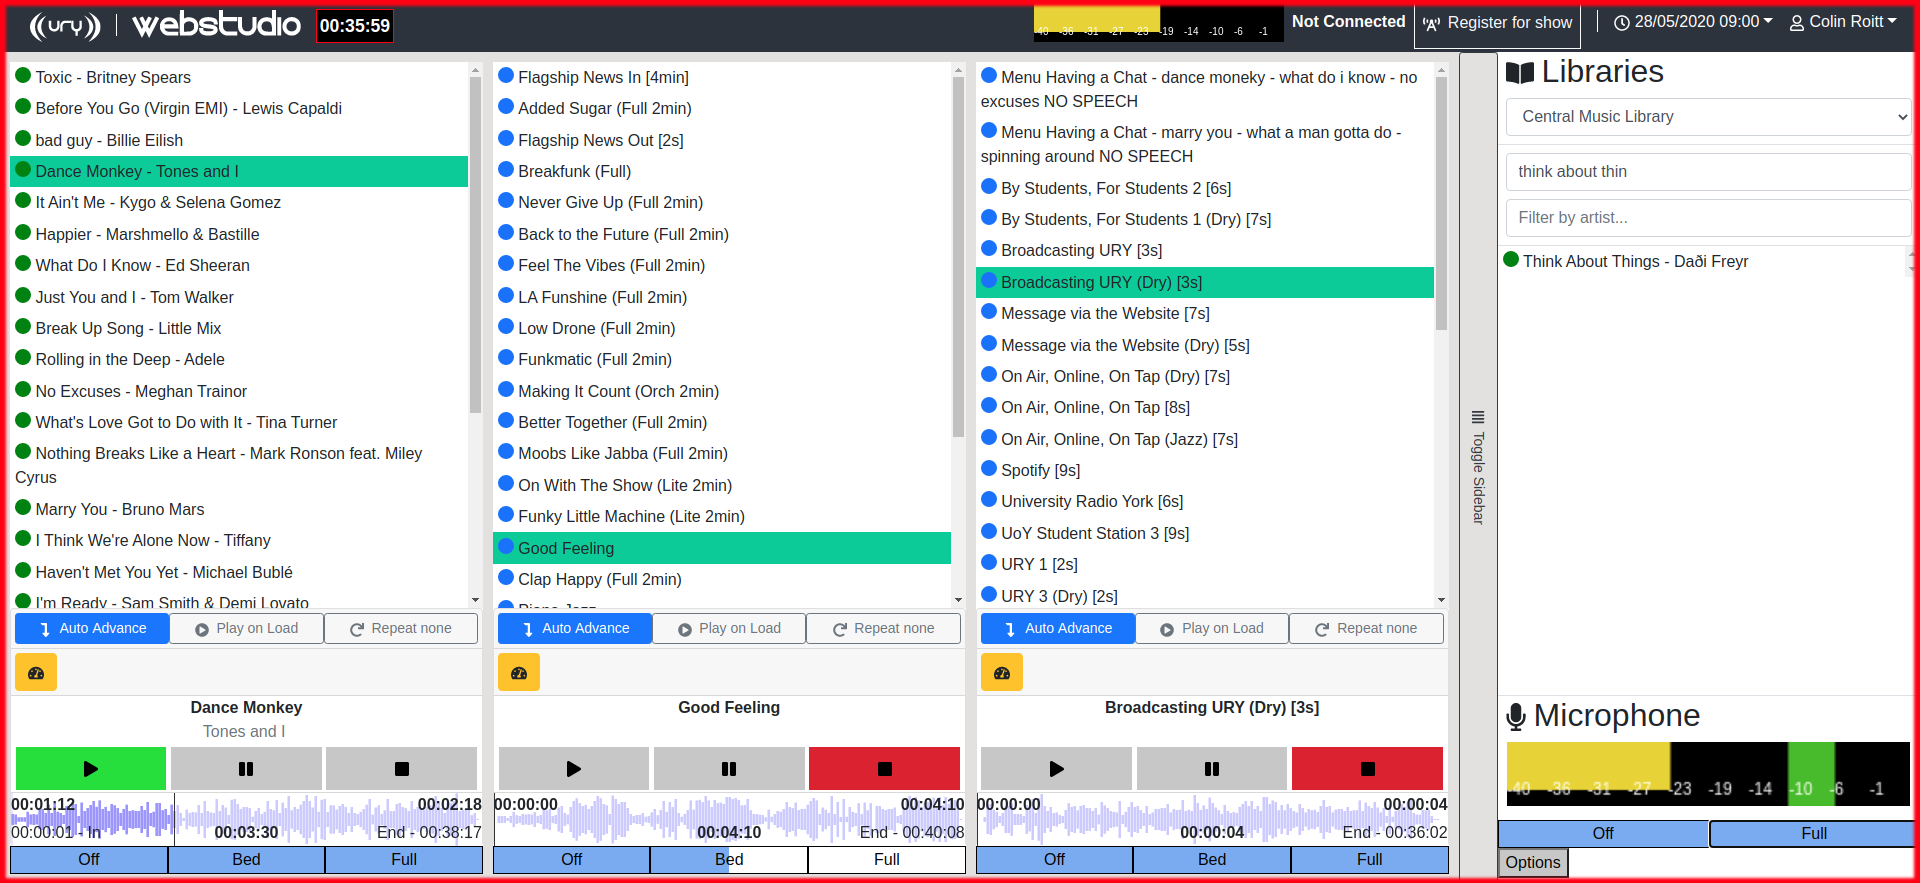 ury | webstudio 00:35:59
-40 -36 -31 -27 -23 -19 -14 -10 -6 -1
Not Connected
Register for show
28/05/2020 09:00
Colin Roitt
Toxic - Britney Spears
Before You Go (Virgin EMI) - Lewis Capaldi
bad guy - Billie Eilish
Dance Monkey - Tones and I
It Ain't Me - Kygo & Selena Gomez
Happier - Marshmello & Bastille
What Do I Know - Ed Sheeran
Just You and I - Tom Walker
Break Up Song - Little Mix
Rolling in the Deep - Adele
No Excuses - Meghan Trainor
What's Love Got to Do with It - Tina Turner
Nothing Breaks Like a Heart - Mark Ronson feat. Miley
Cyrus
Marry You - Bruno Mars
I Think We're Alone Now - Tiffany
Haven't Met You Yet - Michael Bublé
I'm Ready - Sam Smith & Demi Lovato
Auto Advance
Play on Load
Repeat none
Dance Monkey
Tones and I
00:01:12
00:02:18
00:00:01 - In
00:03:30
End - 00:38:17
Off
Bed
Full
Flagship News In [4min]
Added Sugar (Full 2min)
Flagship News Out [2s]
Breakfunk (Full)
Never Give Up (Full 2min)
Back to the Future (Full 2min)
Feel The Vibes (Full 2min)
LA Funshine (Full 2min)
Low Drone (Full 2min)
Funkmatic (Full 2min)
Making It Count (Orch 2min)
Better Together (Full 2min)
Moobs Like Jabba (Full 2min)
On With The Show (Lite 2min)
Funky Little Machine (Lite 2min)
Good Feeling
Clap Happy (Full 2min)
Piano Jazz
Auto Advance
Play on Load
Repeat none
Good Feeling
00:00:00
00:04:10
00:04:10
End - 00:40:08
Off
Bed
Full
Menu Having a Chat - dance moneky - what do i know - no
excuses NO SPEECH
Menu Having a Chat - marry you - what a man gotta do -
spinning around NO SPEECH
By Students, For Students 2 [6s]
By Students, For Students 1 (Dry) [7s]
Broadcasting URY [3s]
Broadcasting URY (Dry) [3s]
Message via the Website [7s]
Message via the Website (Dry) [5s]
On Air, Online, On Tap (Dry) [7s]
On Air, Online, On Tap [8s]
On Air, Online, On Tap (Jazz) [7s]
Spotify [9s]
University Radio York [6s]
UoY Student Station 3 [9s]
URY 1 [2s]
URY 3 (Dry) [2s]
Auto Advance
Play on Load
Repeat none
Broadcasting URY (Dry) [3s]
00:00:00
00:00:04
00:00:04
End - 00:36:02
Off
Bed
Full
Toggle Sidebar
Libraries
Central Music Library
think about thin
Filter by artist...
Think About Things - Daði Freyr
Microphone
-40 -36 -31 -27 -23 -19 -14 -10 -6 -1
Off
Full
Options